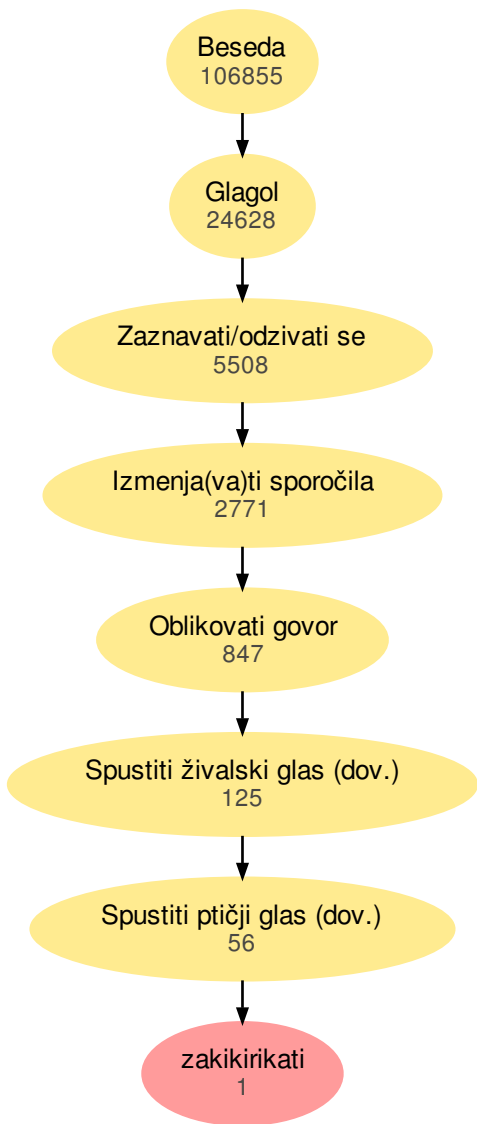 Beseda
106855
Glagol
24628
Zaznavati/odzivati se
5508
Izmenja(va)ti sporočila
2771
Oblikovati govor
847
Spustiti živalski glas (dov.)
125
Spustiti ptičji glas (dov.)
56
zakikirikati
1